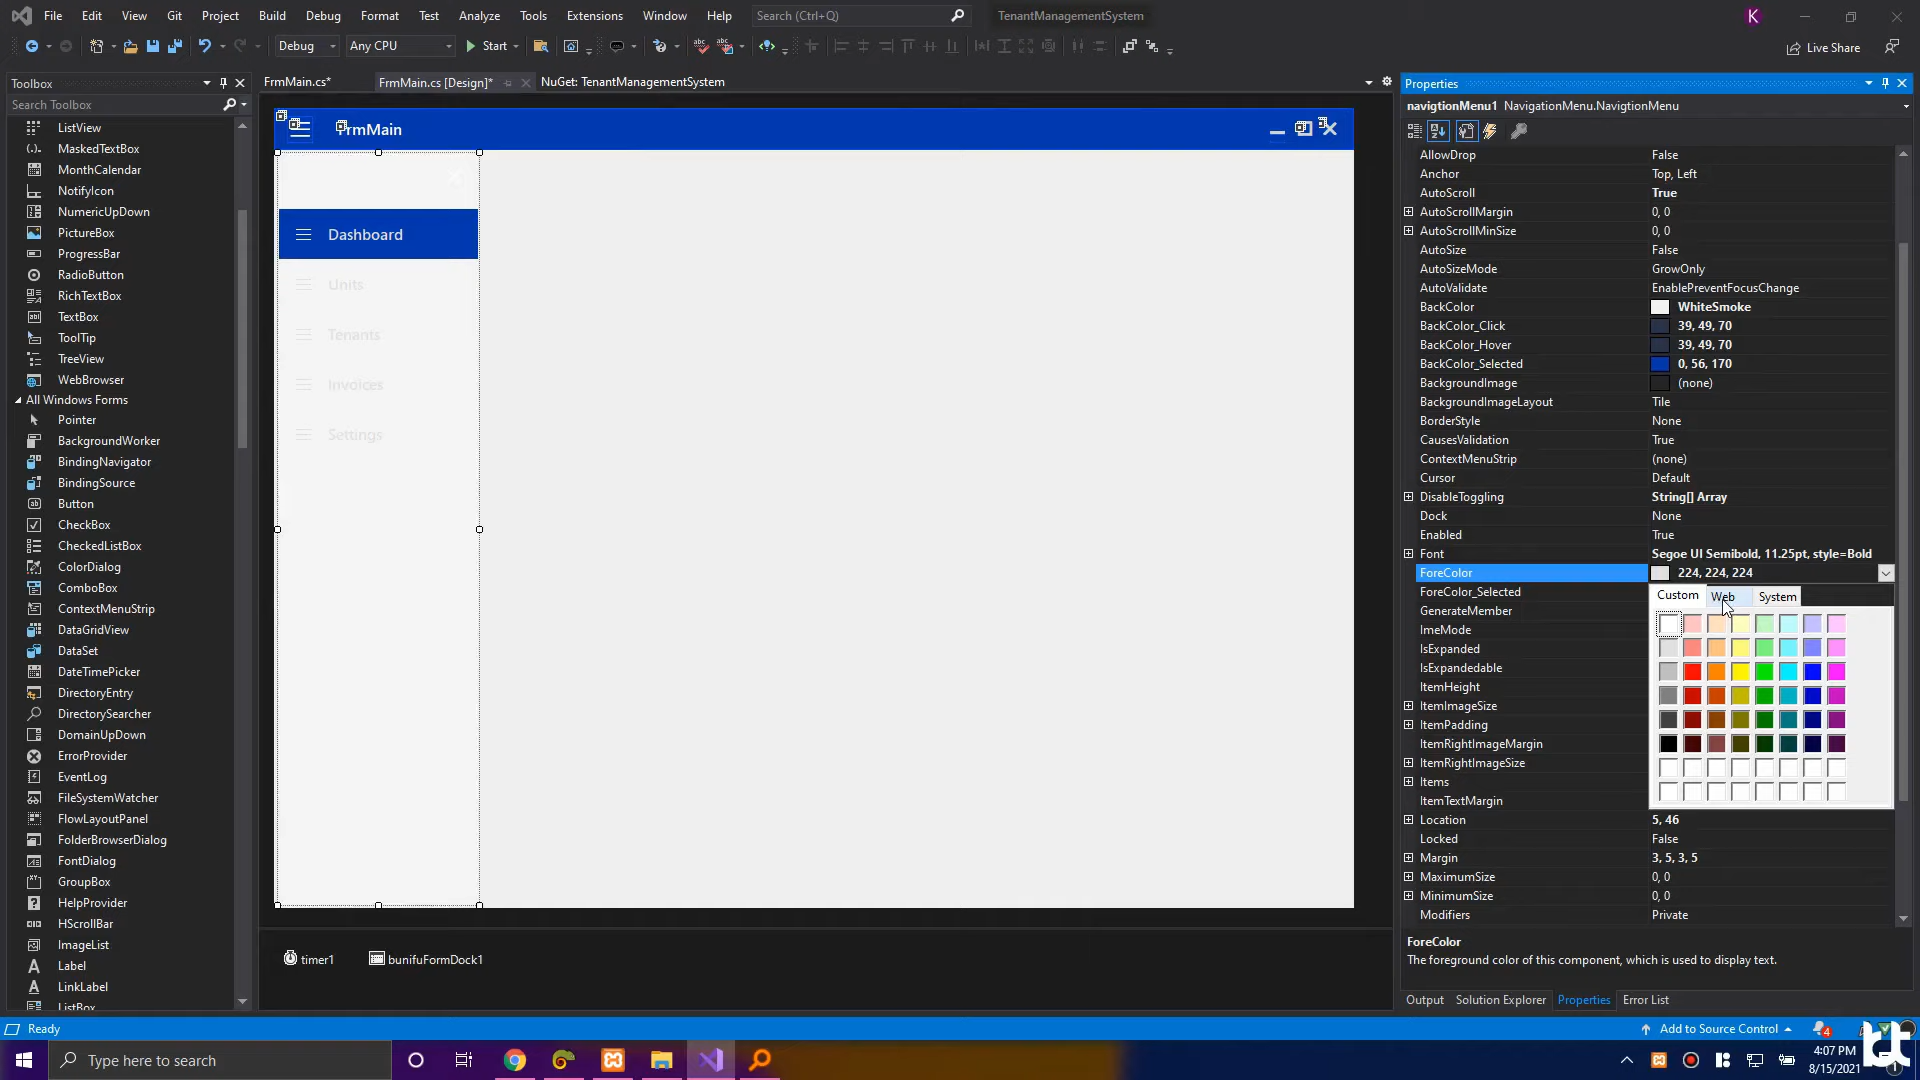 File Edit View Git Project Build Debug Format Test Analyze Tools Extensions Window Help Search (Ctrl+Q) TenantManagementSystem K
Debug Any CPU Start Live Share
Toolbox
Search Toolbox
ListView
MaskedTextBox
MonthCalendar
NotifyIcon
NumericUpDown
PictureBox
ProgressBar
RadioButton
RichTextBox
TextBox
ToolTip
TreeView
WebBrowser
All Windows Forms
Pointer
BackgroundWorker
BindingNavigator
BindingSource
Button
CheckBox
CheckedListBox
ColorDialog
ComboBox
ContextMenuStrip
DataGridView
DataSet
DateTimePicker
DirectoryEntry
DirectorySearcher
DomainUpDown
ErrorProvider
EventLog
FileSystemWatcher
FlowLayoutPanel
FolderBrowserDialog
FontDialog
GroupBox
HelpProvider
HScrollBar
ImageList
Label
LinkLabel
ListBox
FrmMain.cs* FrmMain.cs [Design]* NuGet: TenantManagementSystem
FrmMain
Dashboard
Units
Tenants
Invoices
Settings
timer1 bunifuFormDock1
Properties
navigtionMenu1 NavigationMenu.NavigtionMenu
AllowDrop False
Anchor Top, Left
AutoScroll True
AutoScrollMargin 0, 0
AutoScrollMinSize 0, 0
AutoSize False
AutoSizeMode GrowOnly
AutoValidate EnablePreventFocusChange
BackColor WhiteSmoke
BackColor_Click 39, 49, 70
BackColor_Hover 39, 49, 70
BackColor_Selected 0, 56, 170
BackgroundImage (none)
BackgroundImageLayout Tile
BorderStyle None
CausesValidation True
ContextMenuStrip (none)
Cursor Default
DisableToggling String[] Array
Dock None
Enabled True
Font Segoe UI Semibold, 11.25pt, style=Bold
ForeColor 224, 224, 224
ForeColor_Selected
GenerateMember
ImeMode
IsExpanded
IsExpandedable
ItemHeight
ItemImageSize
ItemPadding
ItemRightImageMargin
ItemRightImageSize
Items
ItemTextMargin
Custom Web System
Location 5, 46
Locked False
Margin 3, 5, 3, 5
MaximumSize 0, 0
MinimumSize 0, 0
Modifiers Private
ForeColor
The foreground color of this component, which is used to display text.
Output Solution Explorer Properties Error List
Ready Add to Source Control 4
Type here to search
4:07 PM
8/15/2021